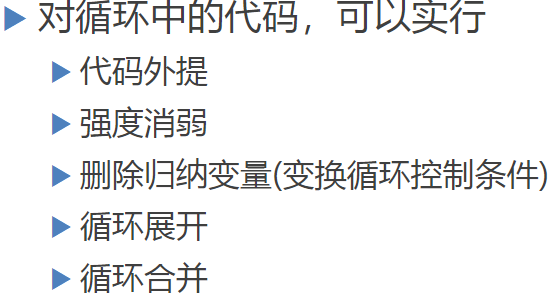 对循环中的代码，可以实行
代码外提
强度消弱
删除归纳变量(变换循环控制条件)
循环展开
循环合并